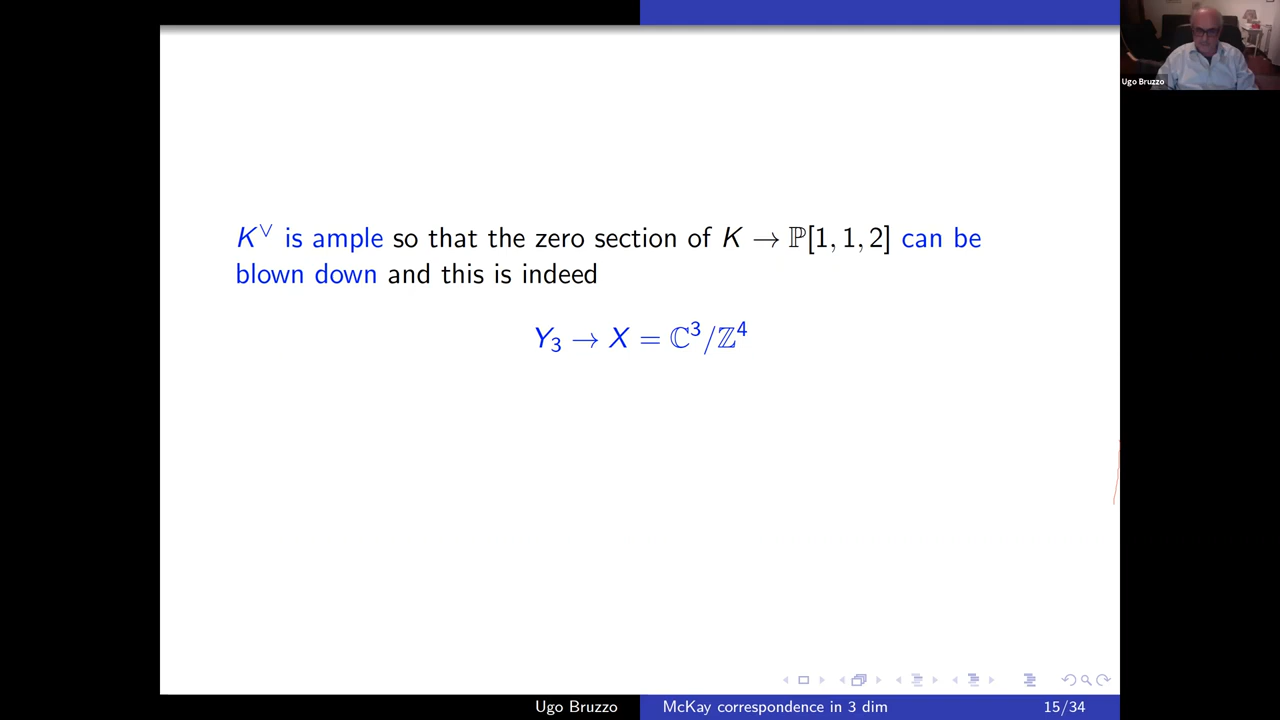 Ugo Bruzzo
K∨ is ample so that the zero section of K → ℙ[1, 1, 2] can be
blown down and this is indeed
Y₃ → X = ℂ³/ℤ⁴
Ugo Bruzzo McKay correspondence in 3 dim 15/34